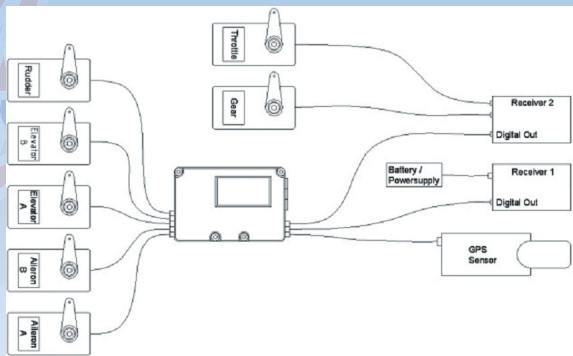 Throttle
Gear
Rudder
Elevator
B
Elevator
A
Aileron
B
Aileron
A
Receiver 2
Digital Out
Battery /
Powersupply
Receiver 1
Digital Out
GPS
Sensor